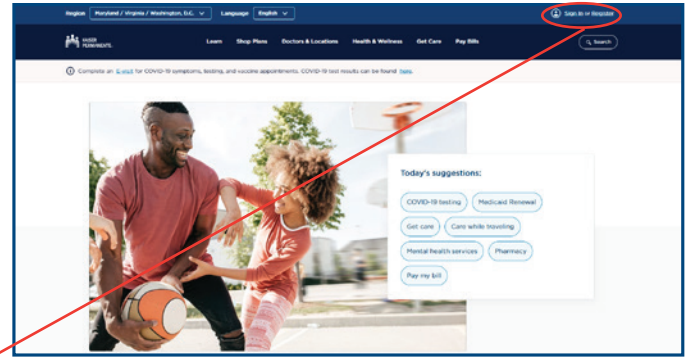 Region Maryland / Virginia / Washington, D.C. Language English Sign In or Register
KAISER PERMANENTE. Learn Shop Plans Doctors & Locations Health & Wellness Get Care Pay Bills Search
Complete an E-visit for COVID-19 symptoms, testing, and vaccine appointments. COVID-19 test results can be found here.
Today's suggestions:
COVID-19 testing Medicaid Renewal
Get care Care while traveling
Mental health services Pharmacy
Pay my bill